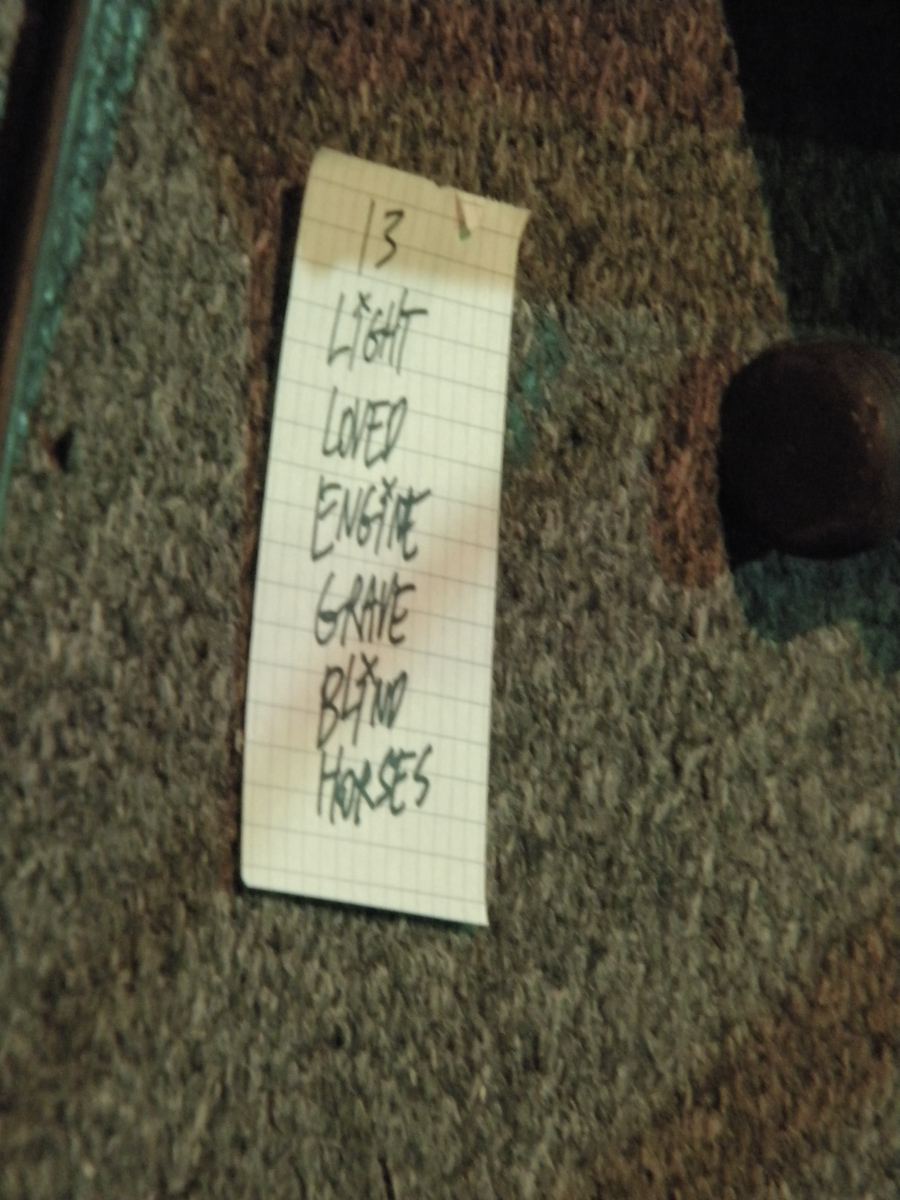 13
LiGHT
LOVED
ENGiNE
GRAVE
BLiND
HORSES